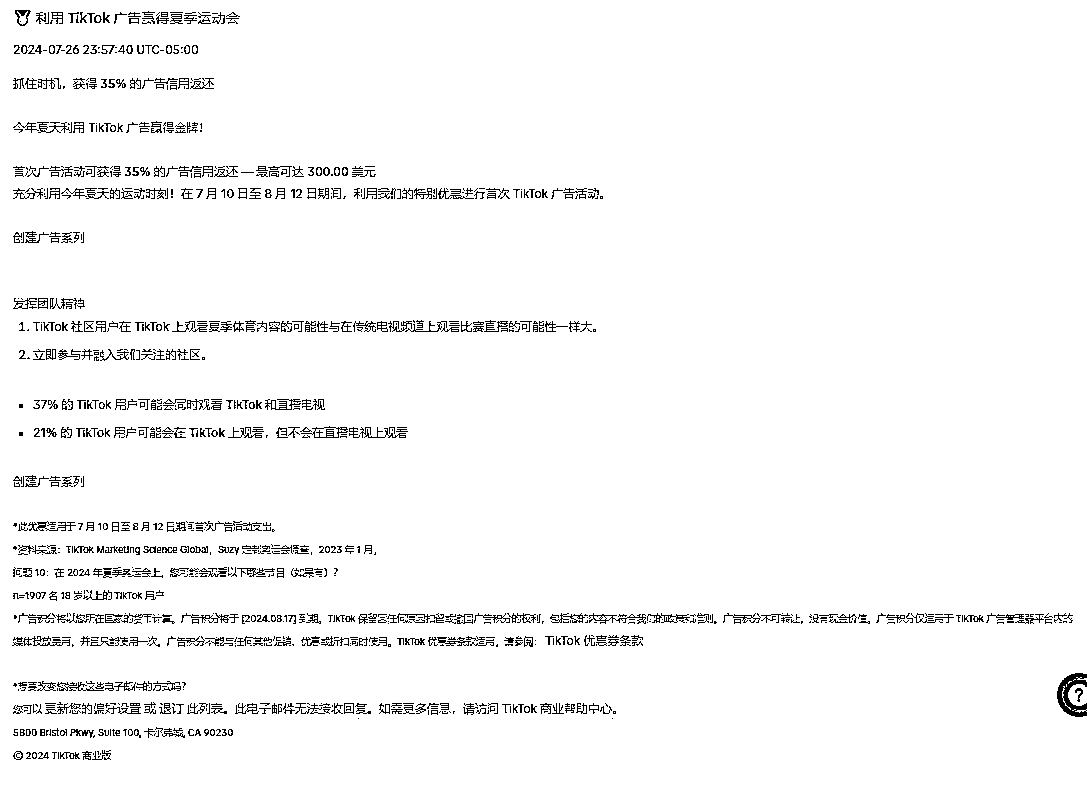 利用 TikTok 广告赢得夏季运动会
2024-07-26 23:57:40 UTC-05:00
抓住时机，获得 35% 的广告信用返还
今年夏天利用 TikTok 广告赢得金牌！
首次广告活动可获得 35% 的广告信用返还 — 最高可达 300.00 美元
充分利用今年夏天的运动时刻！在 7 月 10 日至 8 月 12 日期间，利用我们的特别优惠进行首次 TikTok 广告活动。
创建广告系列
发挥团队精神
1. TikTok 社区用户在 TikTok 上观看夏季体育内容的可能性与在传统电视频道上观看比赛直播的可能性一样大。
2. 立即参与并融入我们关注的社区。
▪ 37% 的 TikTok 用户可能会同时观看 TikTok 和直播电视
▪ 21% 的 TikTok 用户可能会在 TikTok 上观看，但不会在直播电视上观看
创建广告系列
*此优惠适用于 7 月 10 日至 8 月 12 日期间首次广告活动支出。
*资料来源：TikTok Marketing Science Global，Suzy 定制奥运会调查，2023 年 1 月，
问题 10：在 2024 年夏季奥运会上，您可能会观看以下哪些节目（如果有）？
n=1907 名 18 岁以上的 TikTok 用户
*广告积分将以您所在国家的货币计算。广告积分将于 [2024.08.17] 到期。TikTok 保留因任何原因扣留或撤回广告积分的权利，包括您的内容不符合我们的政策和准则。广告积分不可转让，没有现金价值。广告积分仅适用于 TikTok 广告管理器平台内的
媒体投放费用，并且只能使用一次。广告积分不能与任何其他促销、优惠或折扣同时使用。TikTok 优惠券条款适用，请参阅： TikTok 优惠券条款
*想要改变您接收这些电子邮件的方式吗？
您可以 更新您的偏好设置 或 退订 此列表。此电子邮件无法接收回复。如需更多信息，请访问 TikTok 商业帮助中心。
5800 Bristol Pkwy, Suite 100, 卡尔弗城, CA 90230
© 2024 TikTok 商业版